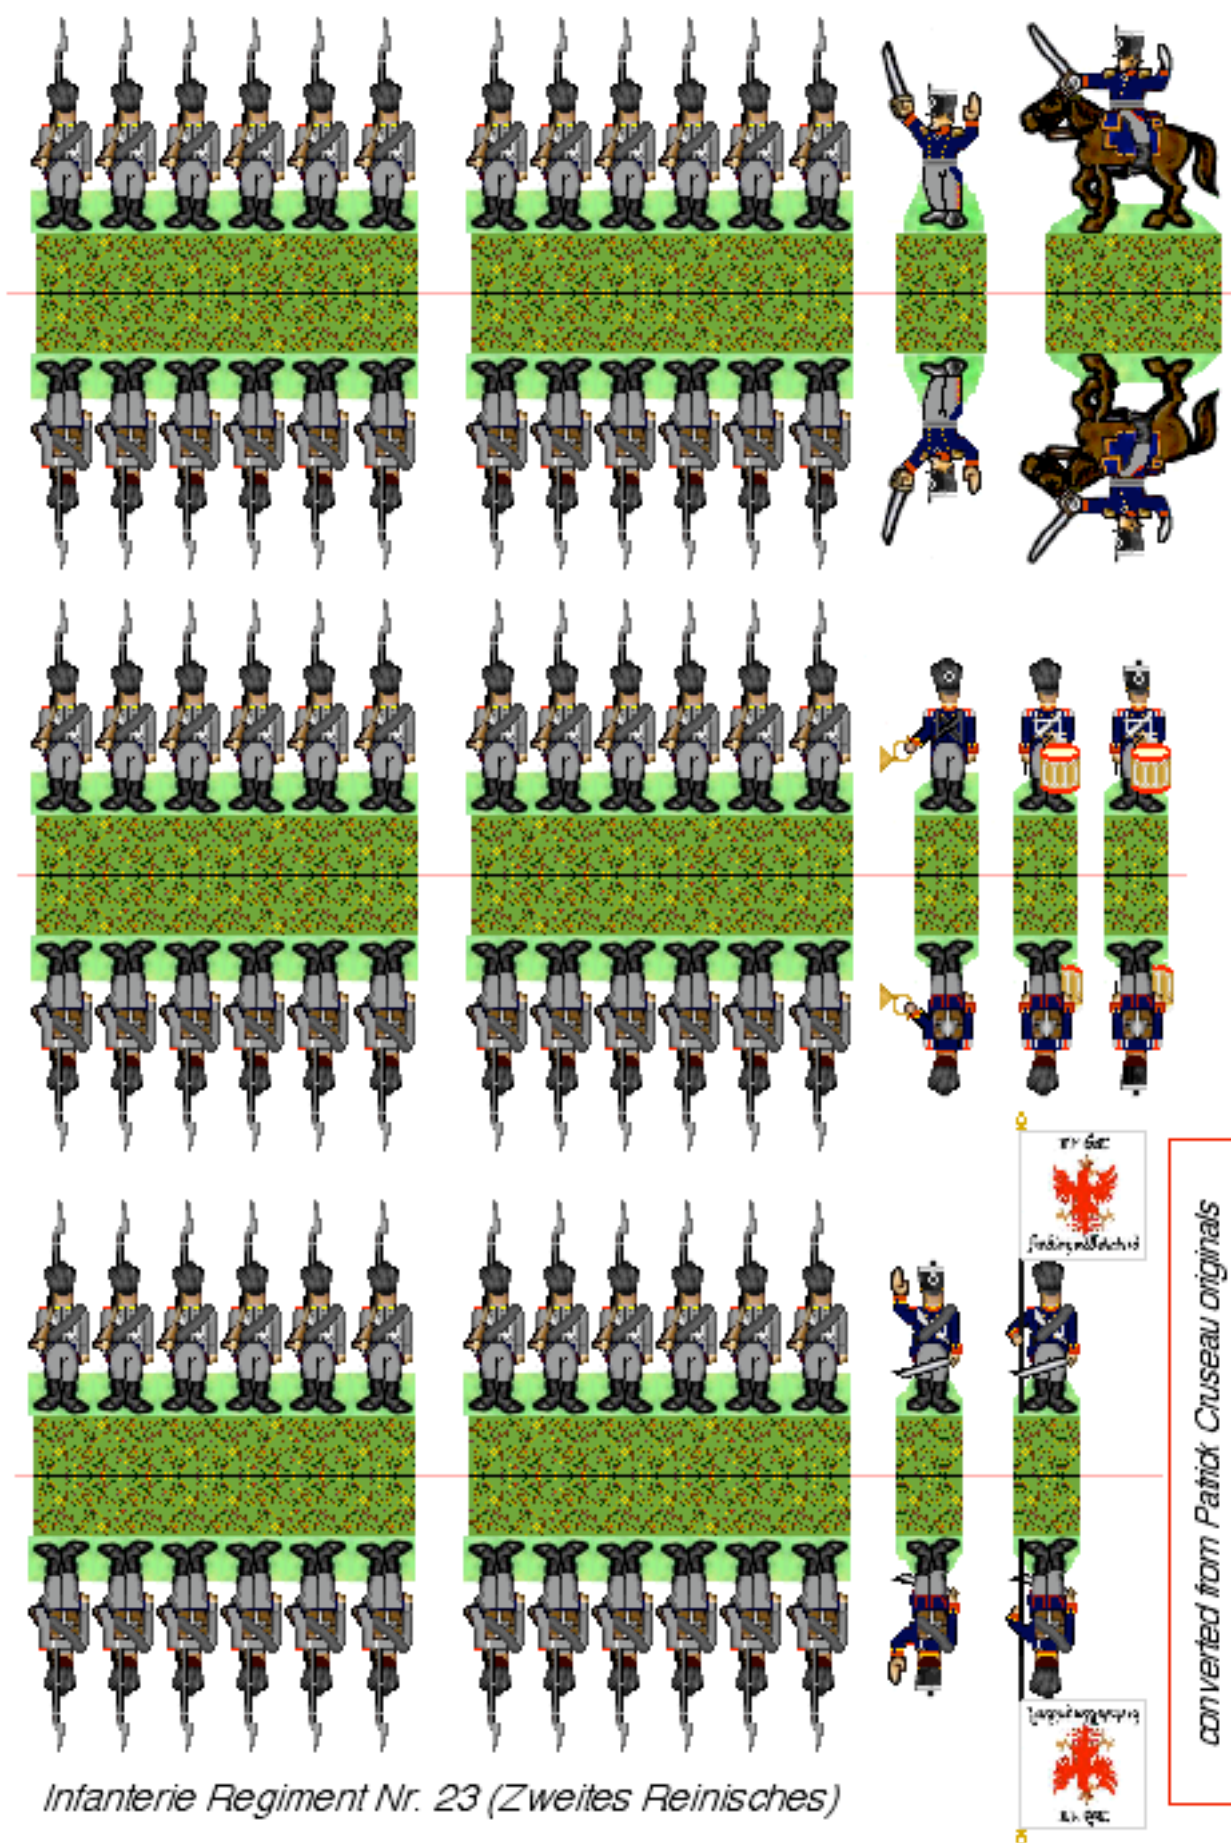 Infanterie Regiment Nr. 23 (Zweites Reinisches)
converted from Patrick Cruseau originals